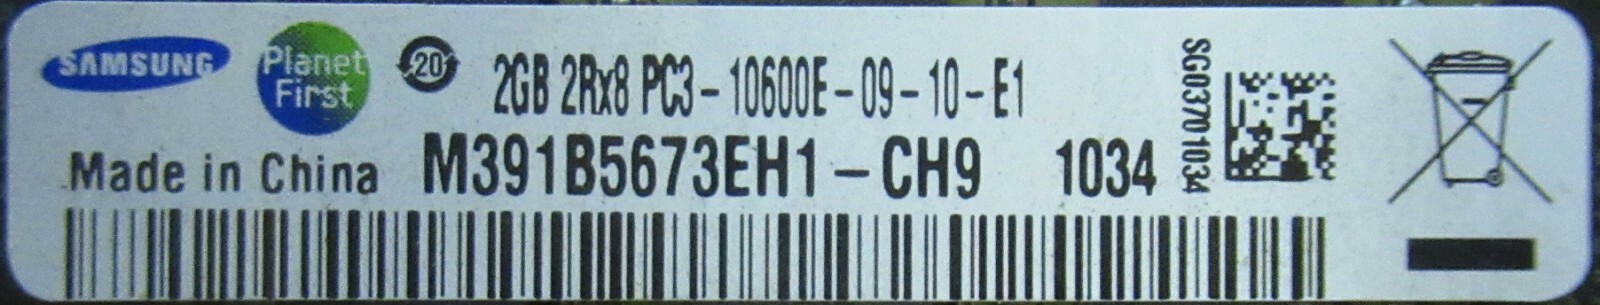 SAMSUNG
Planet
First
20
2GB 2Rx8 PC3-10600E-09-10-E1
Made in China
M391B5673EH1-CH9 1034
SG03701034